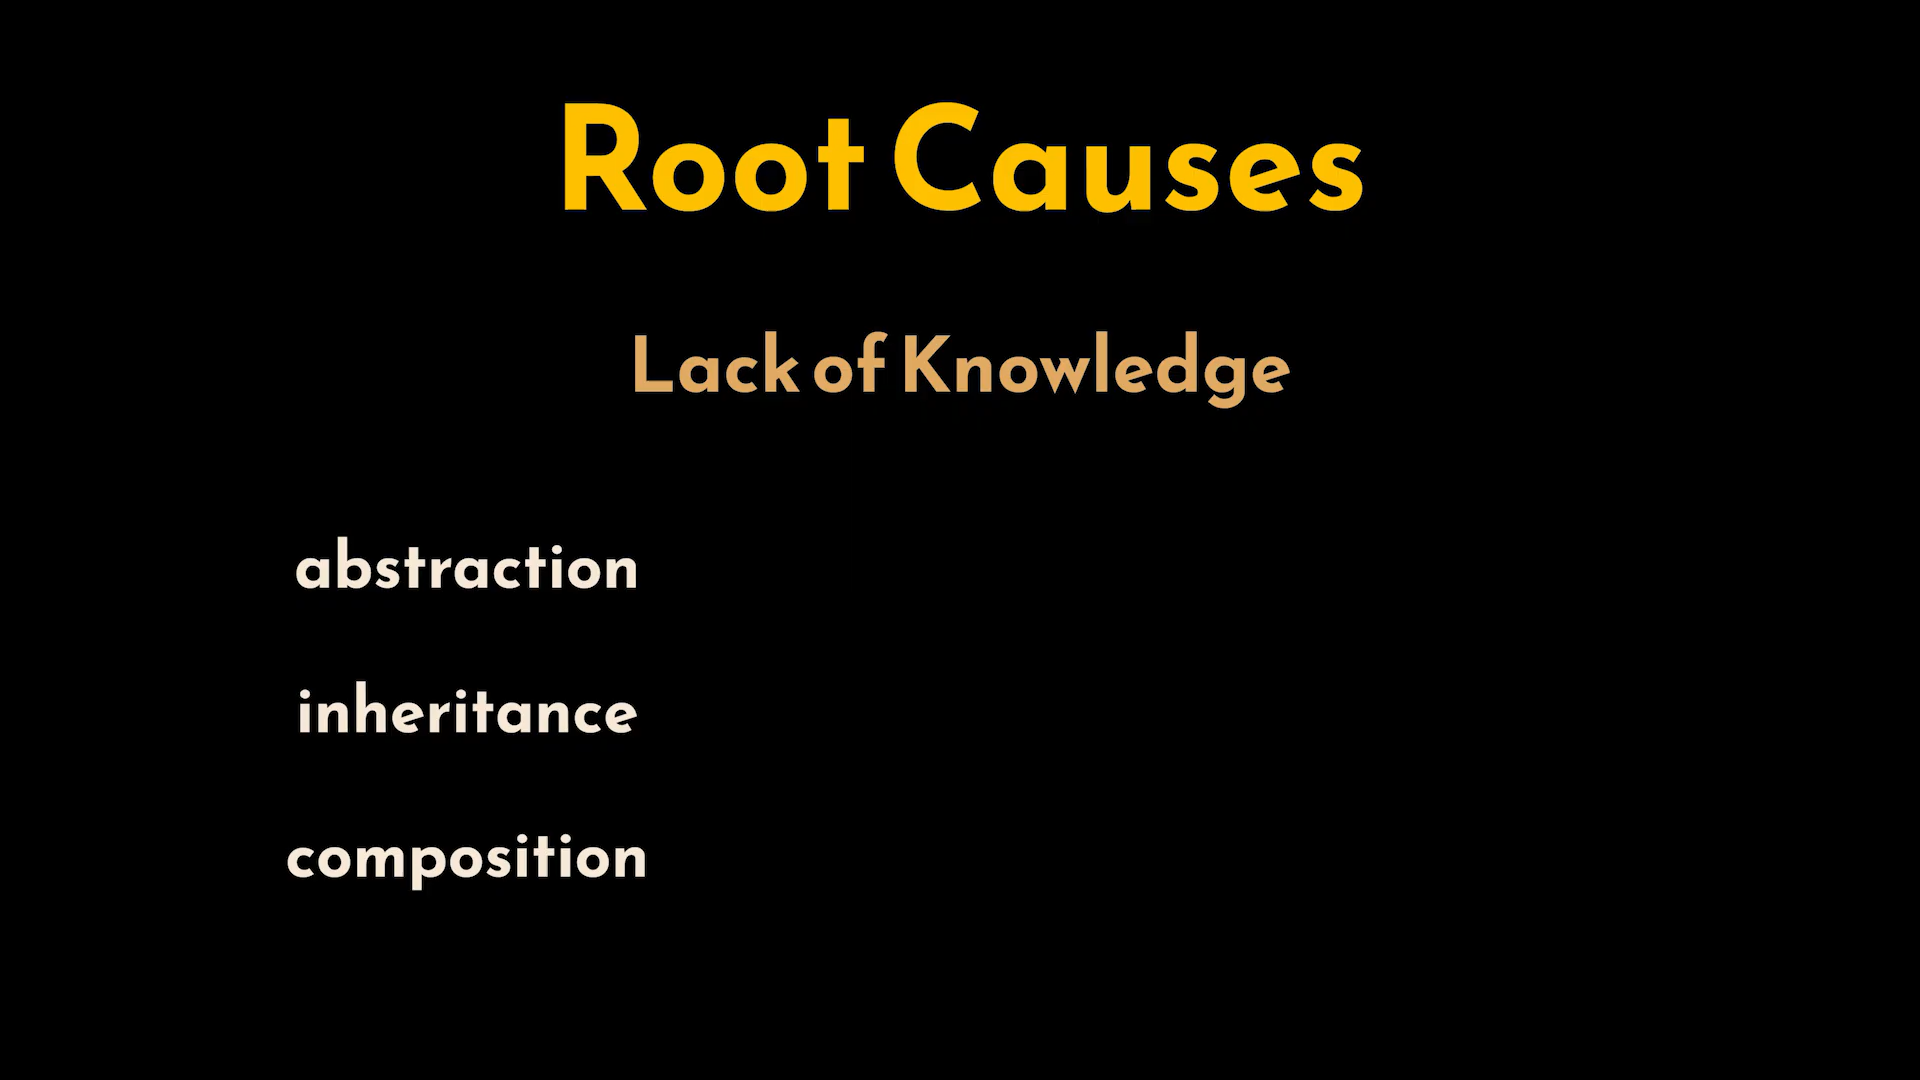 Root Causes
Lack of Knowledge
abstraction
inheritance
composition